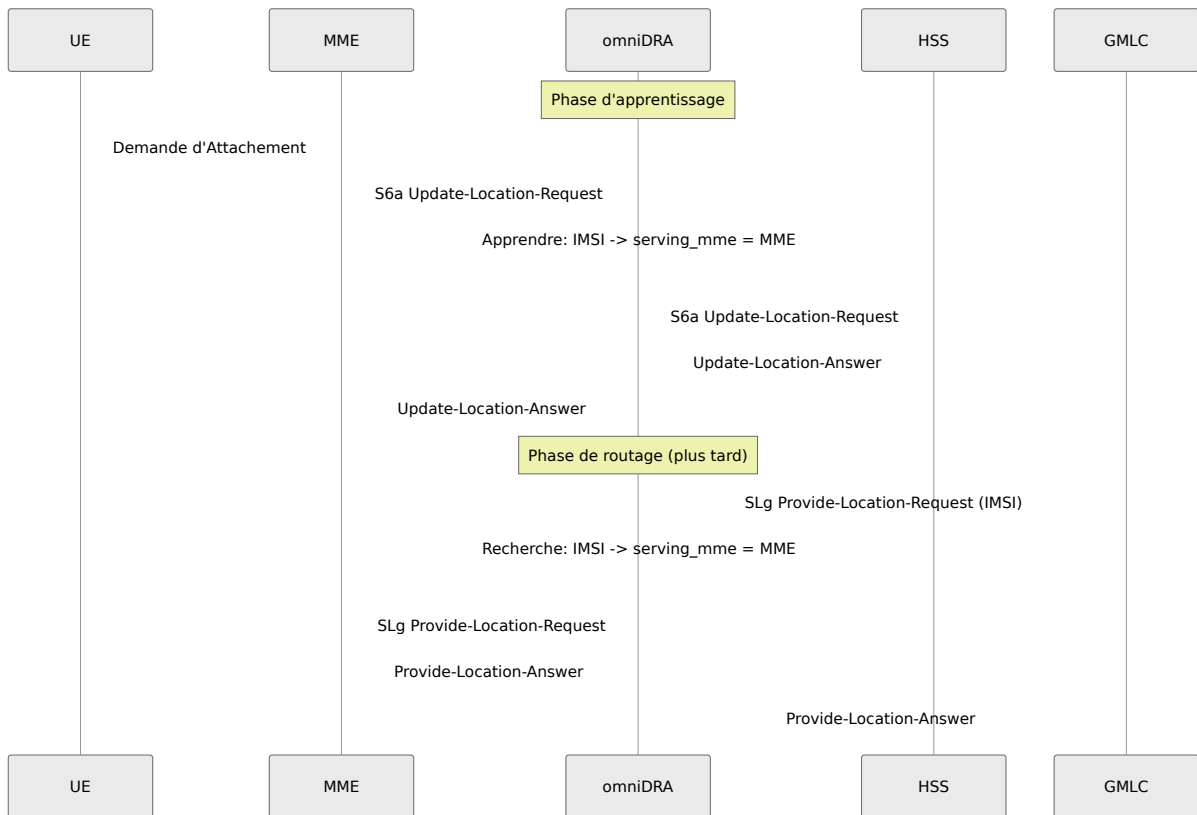 UE
MME
omniDRA
HSS
GMLC
Phase d'apprentissage
Demande d'Attachement
S6a Update-Location-Request
Apprendre: IMSI -> serving_mme = MME
S6a Update-Location-Request
Update-Location-Answer
Update-Location-Answer
Phase de routage (plus tard)
SLg Provide-Location-Request (IMSI)
Recherche: IMSI -> serving_mme = MME
SLg Provide-Location-Request
Provide-Location-Answer
Provide-Location-Answer
UE
MME
omniDRA
HSS
GMLC